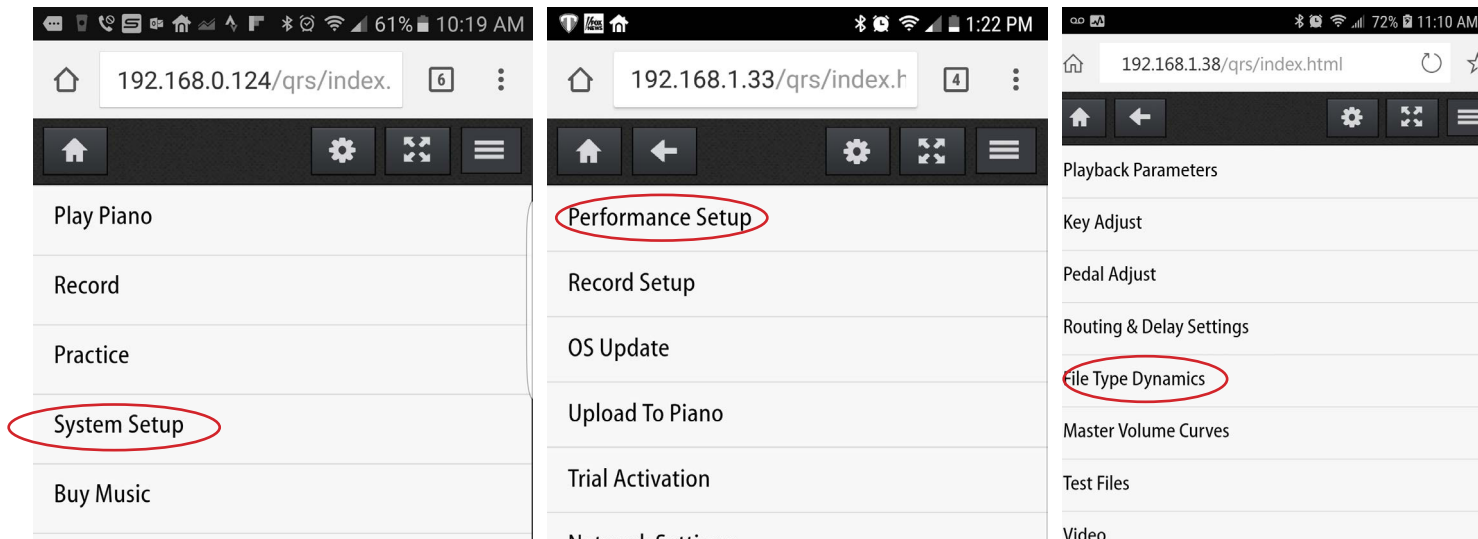 61% 10:19 AM
192.168.0.124/qrs/index.
6
Play Piano
Record
Practice
System Setup
Buy Music
FOX NEWS 1:22 PM
192.168.1.33/qrs/index.h
4
Performance Setup
Record Setup
OS Update
Upload To Piano
Trial Activation
72% 11:10 AM
192.168.1.38/qrs/index.html
Playback Parameters
Key Adjust
Pedal Adjust
Routing & Delay Settings
File Type Dynamics
Master Volume Curves
Test Files
Video